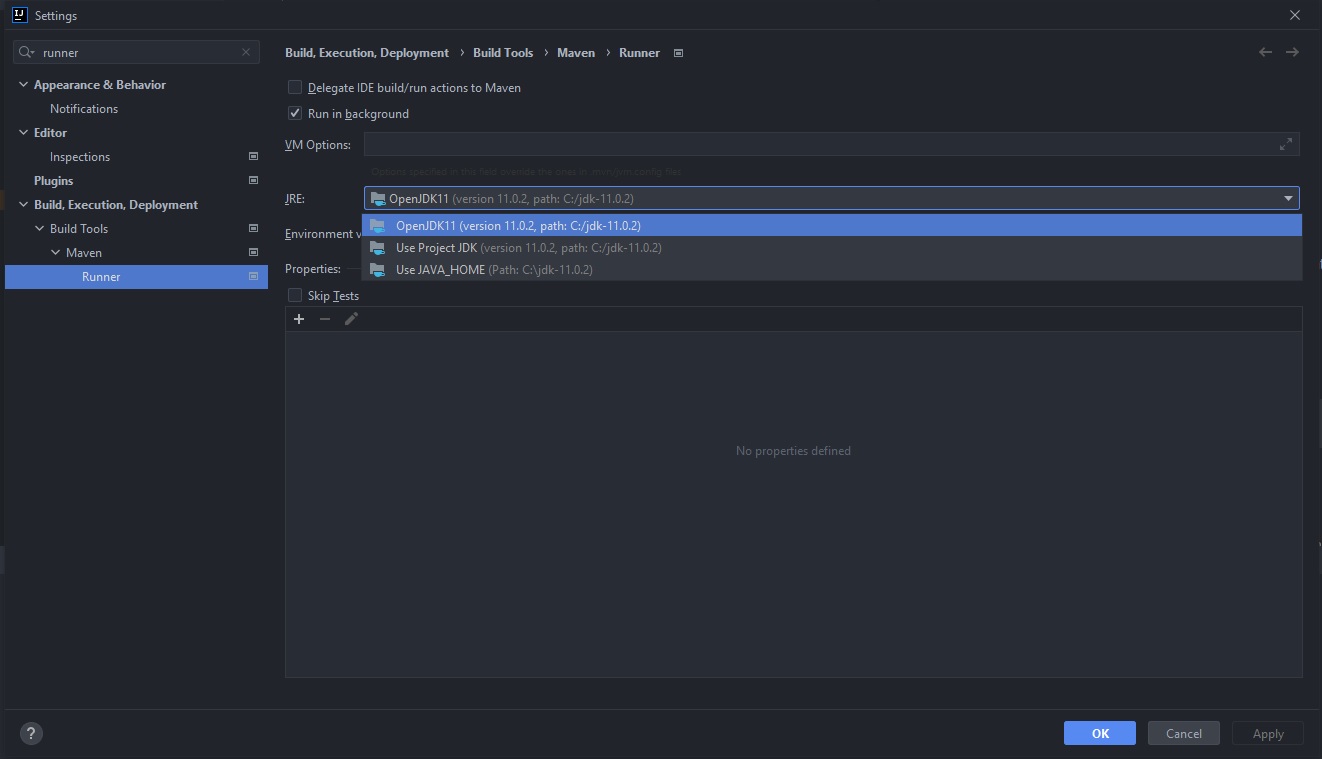 IJ
Settings
runner
Appearance & Behavior
Notifications
Editor
Inspections
Plugins
Build, Execution, Deployment
Build Tools
Maven
Runner
Build, Execution, Deployment › Build Tools › Maven › Runner
Delegate IDE build/run actions to Maven
Run in background
VM Options:
Options specified in this field override the ones in .mvn/jvm.config files
JRE:
OpenJDK11 (version 11.0.2, path: C:/jdk-11.0.2)
OpenJDK11 (version 11.0.2, path: C:/jdk-11.0.2)
Environment v
Use Project JDK (version 11.0.2, path: C:/jdk-11.0.2)
Properties:
Use JAVA_HOME (Path: C:\jdk-11.0.2)
Skip Tests
No properties defined
?
OK
Cancel
Apply